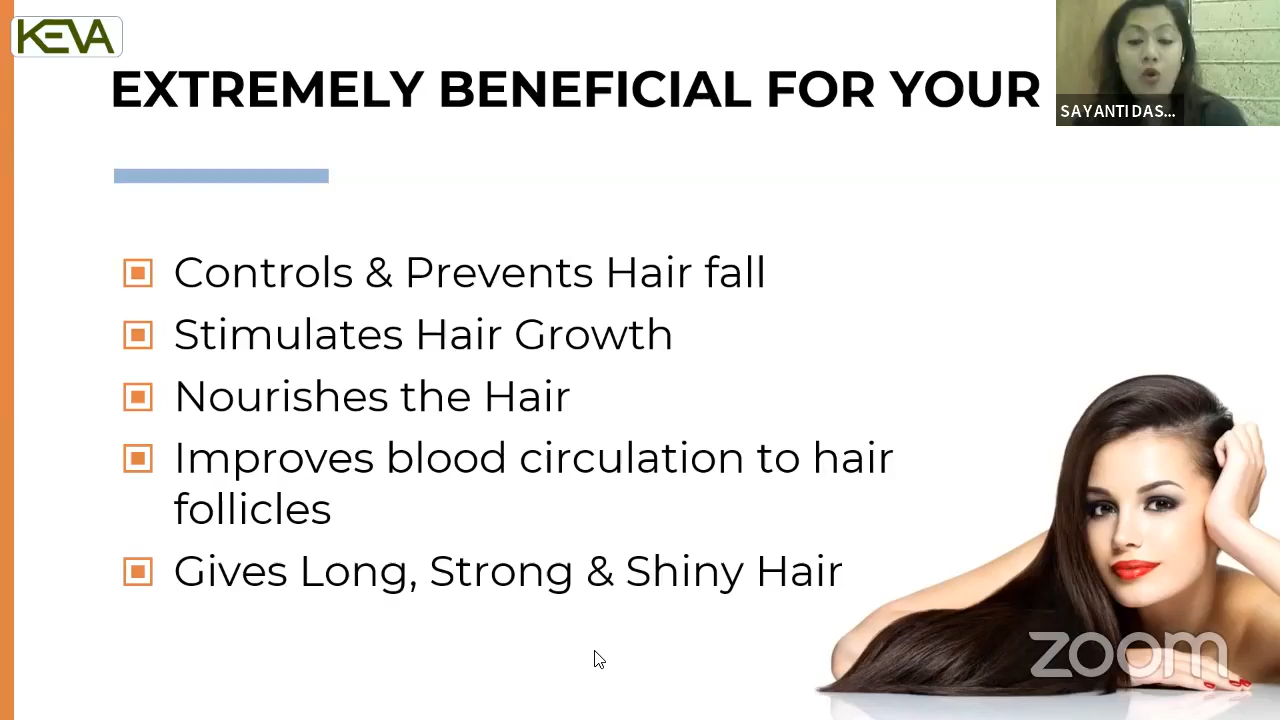 KEVA
EXTREMELY BENEFICIAL FOR YOUR
SAYANTI DAS...
Controls & Prevents Hair fall
Stimulates Hair Growth
Nourishes the Hair
Improves blood circulation to hair
follicles
Gives Long, Strong & Shiny Hair
zoom